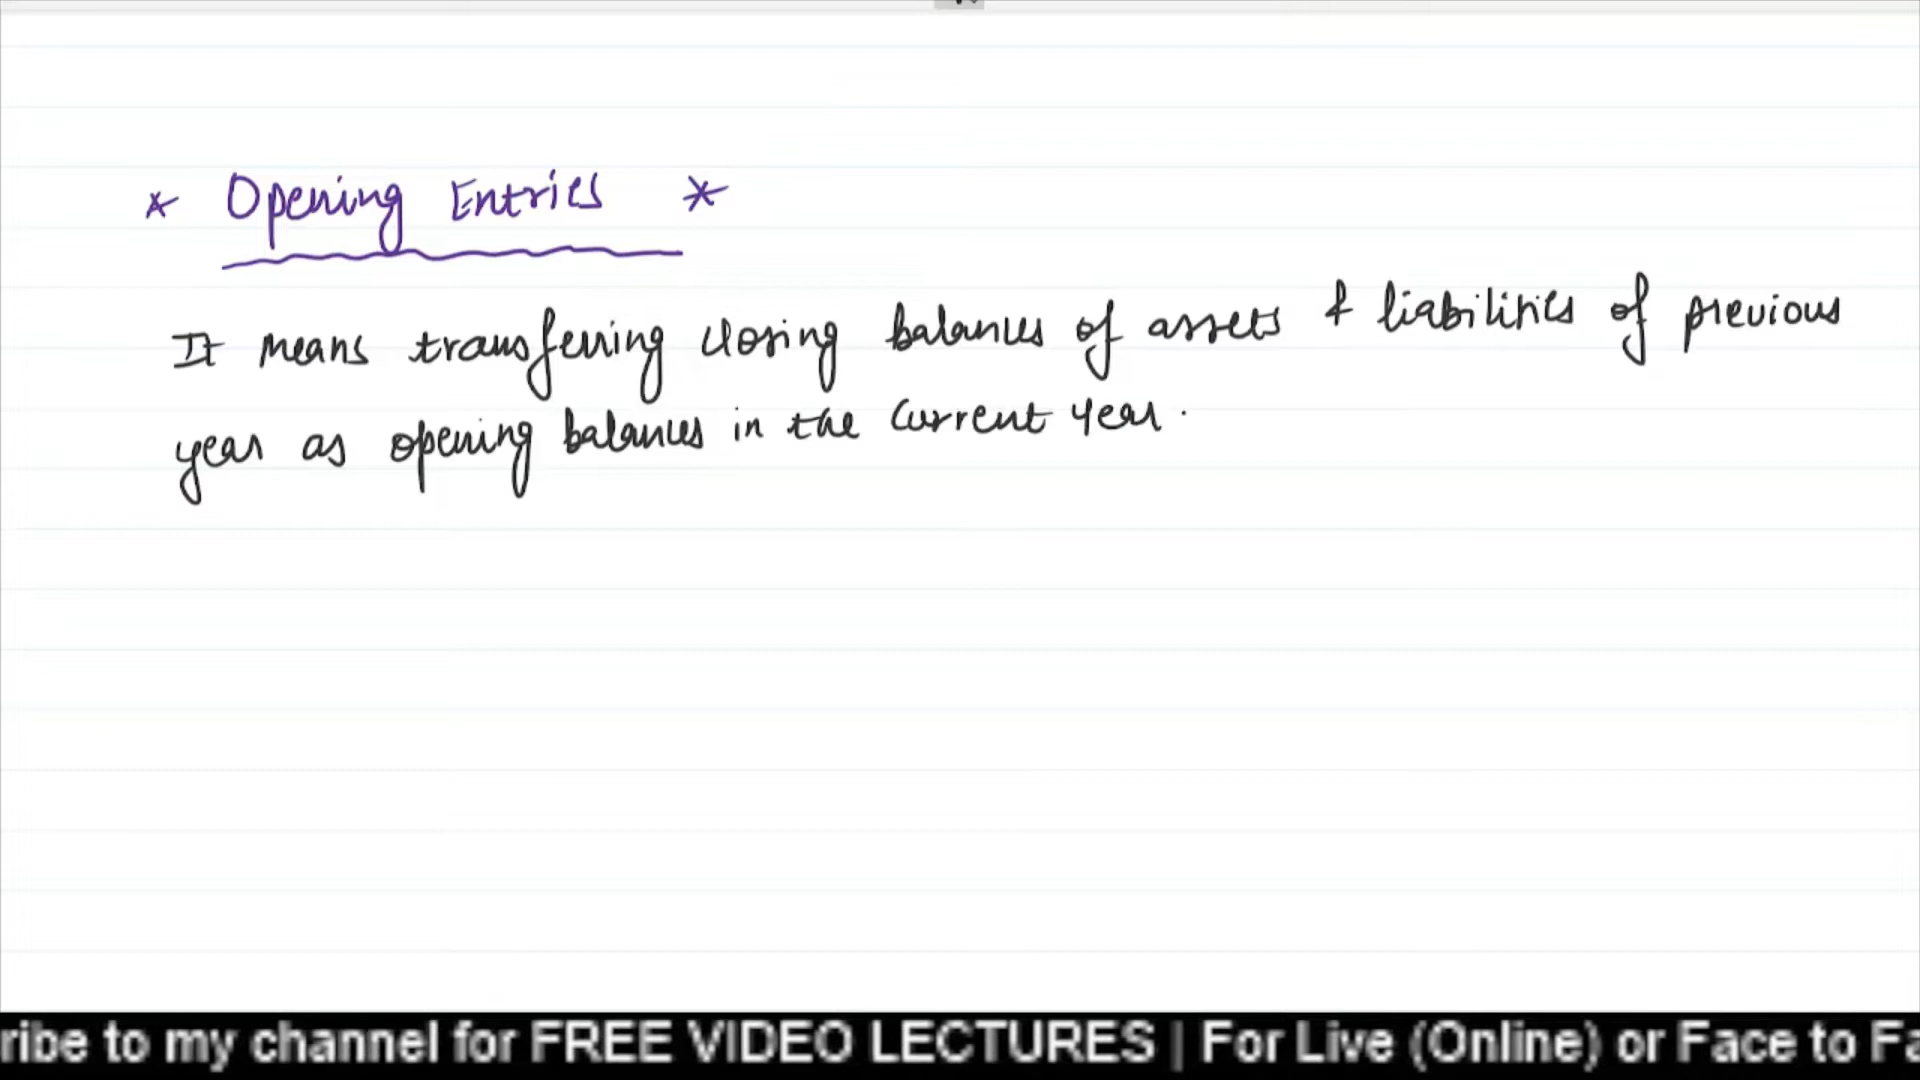 * Opening Entries *
It means transferring closing balances of assets & liabilities of previous
year as opening balances in the current year.
ribe to my channel for FREE VIDEO LECTURES | For Live (Online) or Face to Fa